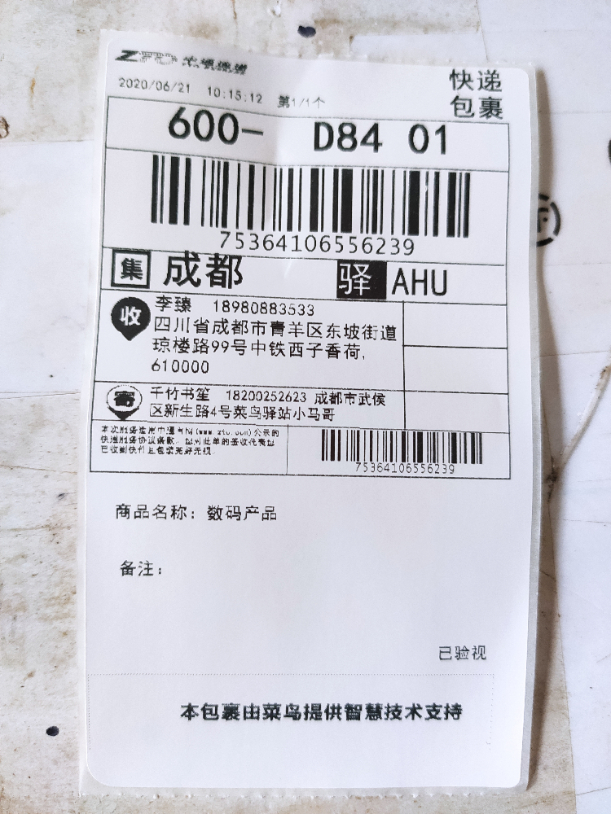 ZTO 中通快递
2020/06/21 10:15:12 第1/1个
快递
包裹
600- D84 01
75364106556239
集 成都 驿 AHU
收 李臻 18980883533
四川省成都市青羊区东坡街道
琼楼路99号中铁西子香荷,
610000
寄 千竹书笙 18200252623 成都市武侯
区新生路4号菜鸟驿站小马哥
75364106556239
商品名称：数码产品
备注：
已验视
本包裹由菜鸟提供智慧技术支持